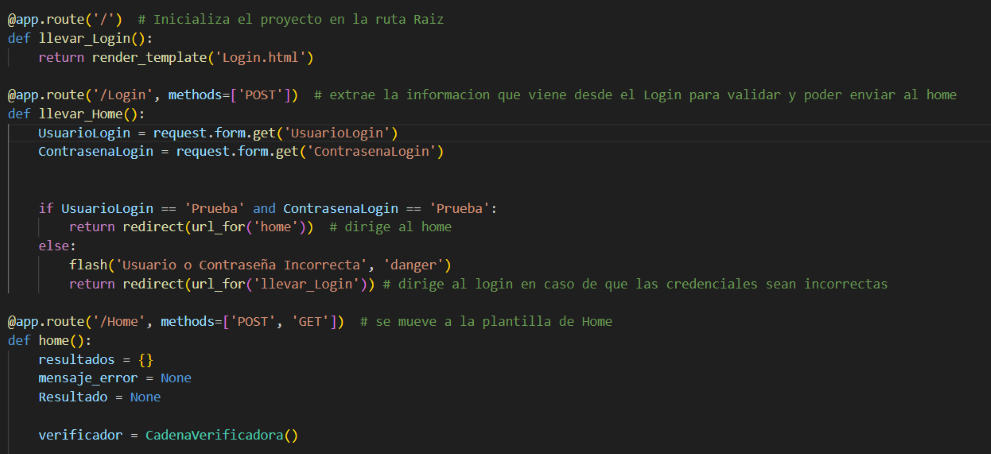 @app.route('/')  # Inicializa el proyecto en la ruta Raiz
def llevar_Login():
    return render_template('Login.html')
@app.route('/Login', methods=['POST'])  # extrae la informacion que viene desde el Login para validar y poder enviar al home
def llevar_Home():
    UsuarioLogin = request.form.get('UsuarioLogin')
    ContrasenaLogin = request.form.get('ContrasenaLogin')
    if UsuarioLogin == 'Prueba' and ContrasenaLogin == 'Prueba':
        return redirect(url_for('home'))  # dirige al home
    else:
        flash('Usuario o Contraseña Incorrecta', 'danger')
        return redirect(url_for('llevar_Login')) # dirige al login en caso de que las credenciales sean incorrectas
@app.route('/Home', methods=['POST', 'GET'])  # se mueve a la plantilla de Home
def home():
    resultados = {}
    mensaje_error = None
    Resultado = None
    verificador = CadenaVerificadora()